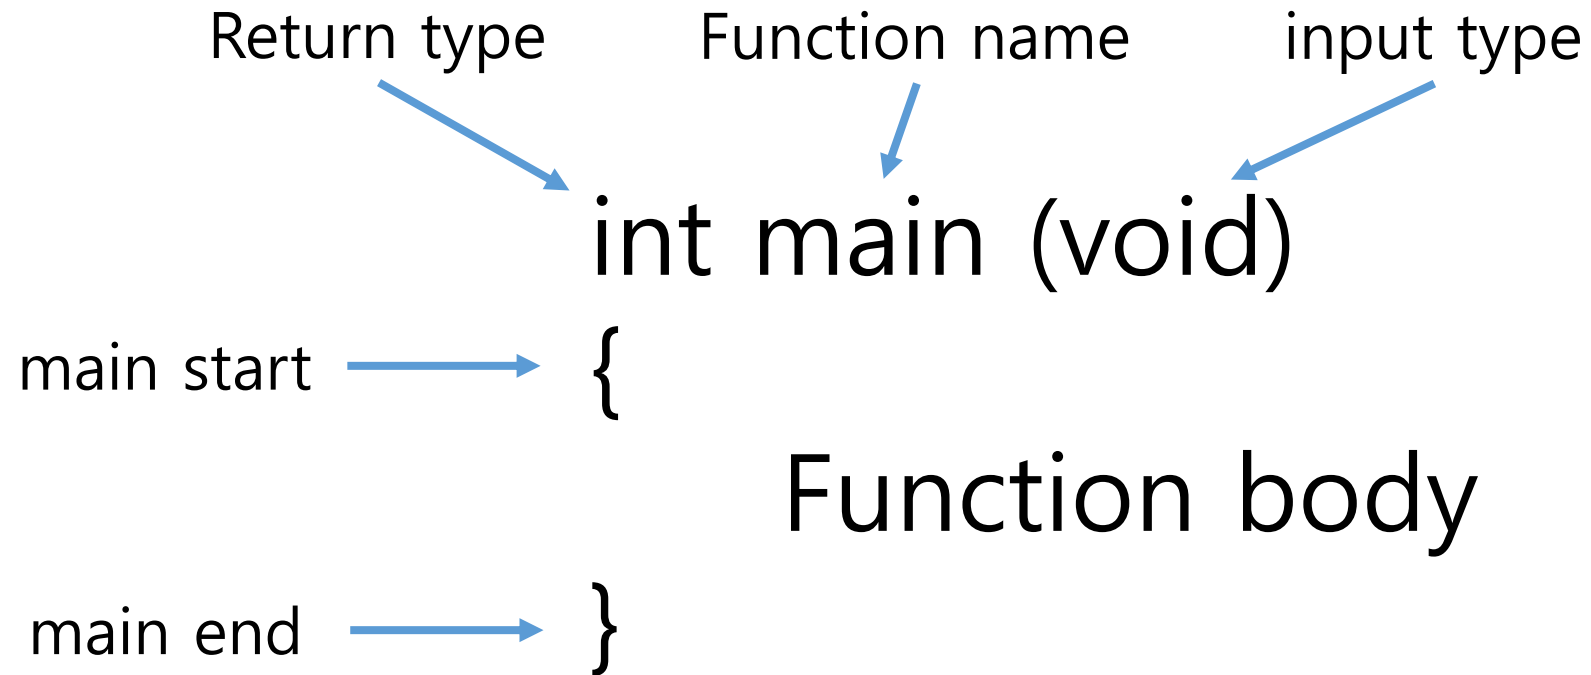 Return type Function name input type
int main (void)
main start {
Function body
main end }